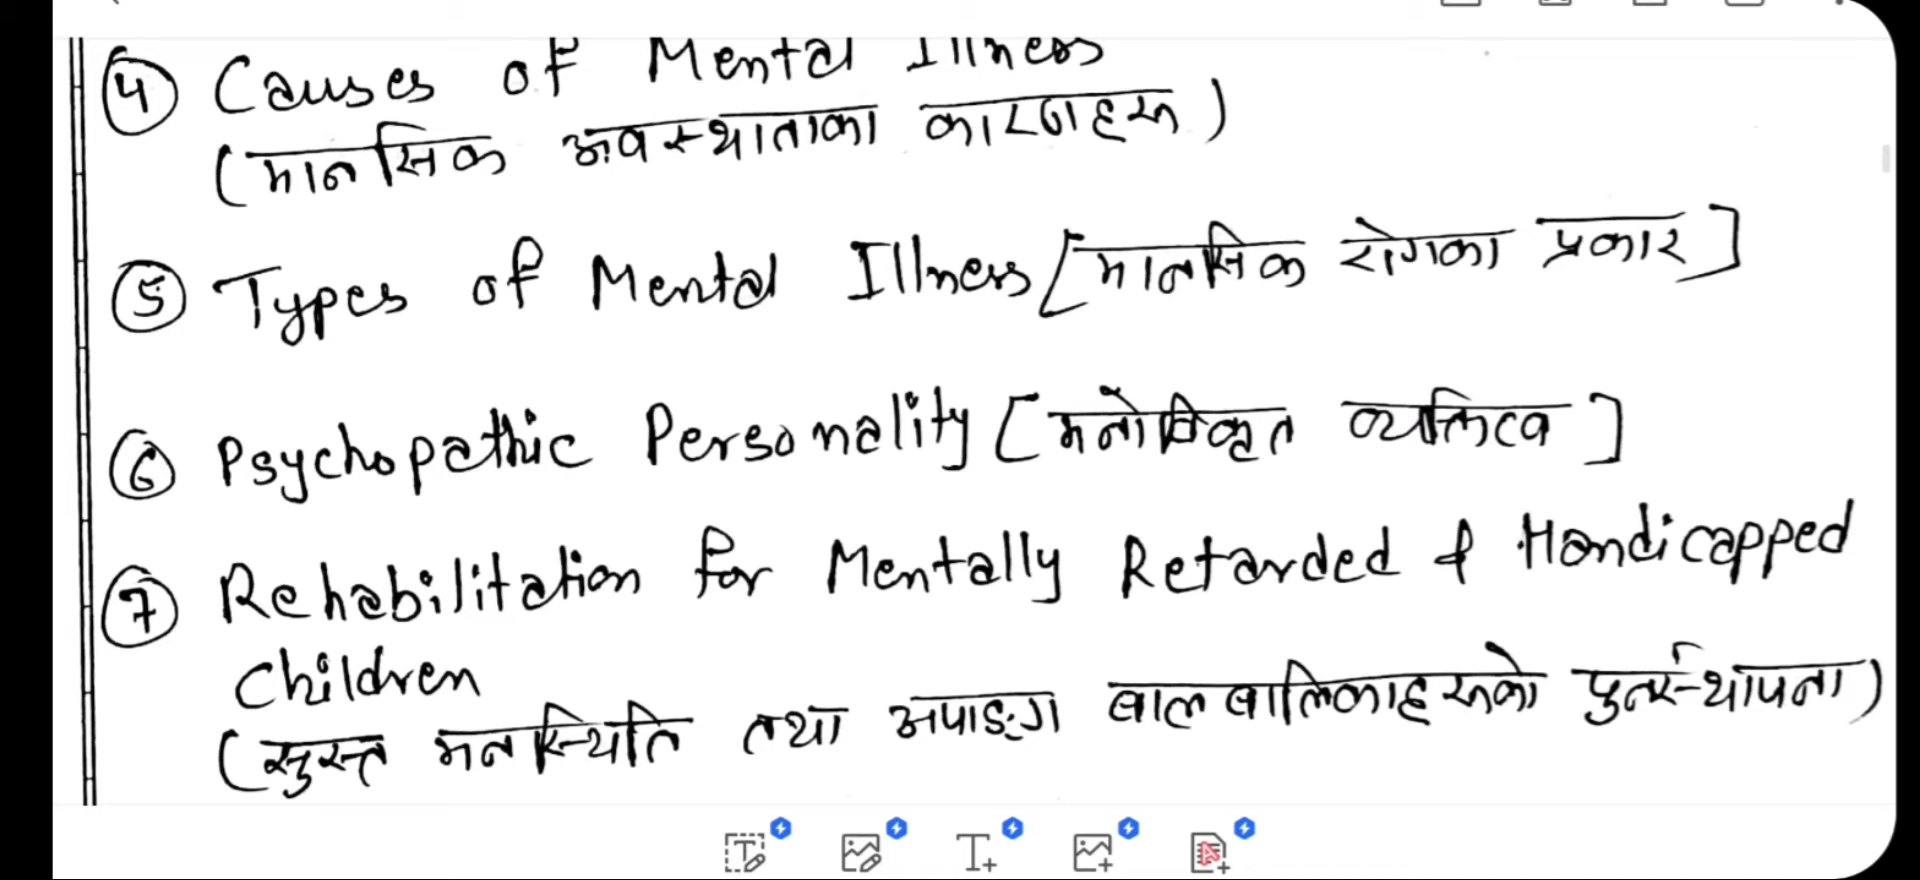 ④ Causes of Mental Illness
(मानसिक अवस्थाताका कारणहरू)
⑤ Types of Mental Illness [मानसिक रोगका प्रकार]
⑥ Psychopathic Personality [मनोविकृत व्यक्तित्व]
⑦ Rehabilitation for Mentally Retarded & Handicapped
Children
(सुस्त मनस्थिति तथा अपाङ्ग बालबालिकाहरूको पुर्नस्थापना)